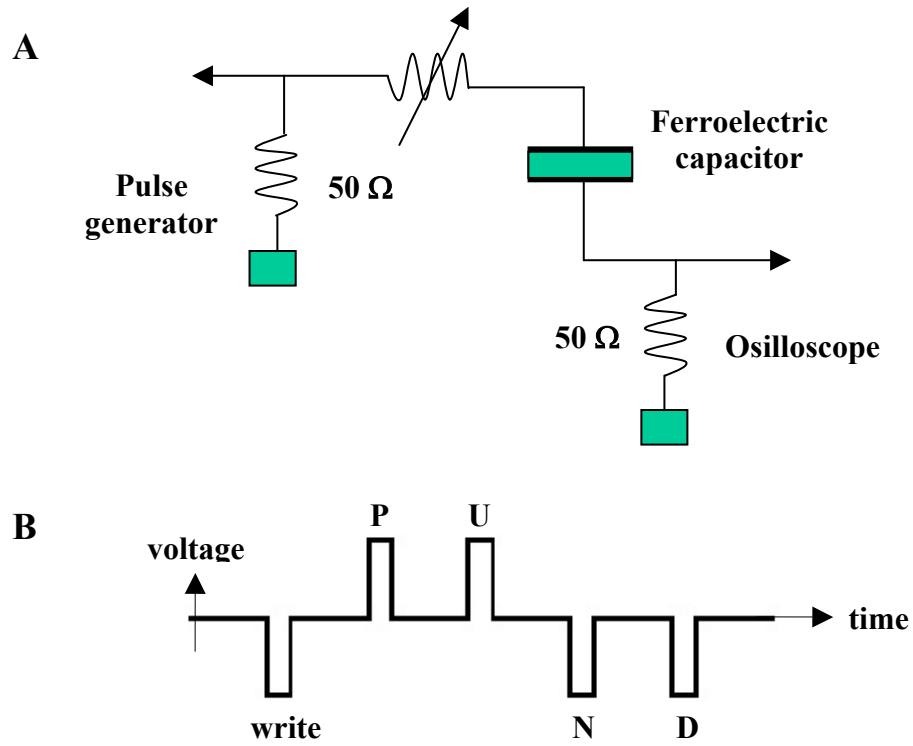 A
Ferroelectric
capacitor
50 Ω
Pulse
generator
50 Ω
Osilloscope
B
P
U
voltage
time
write
N
D